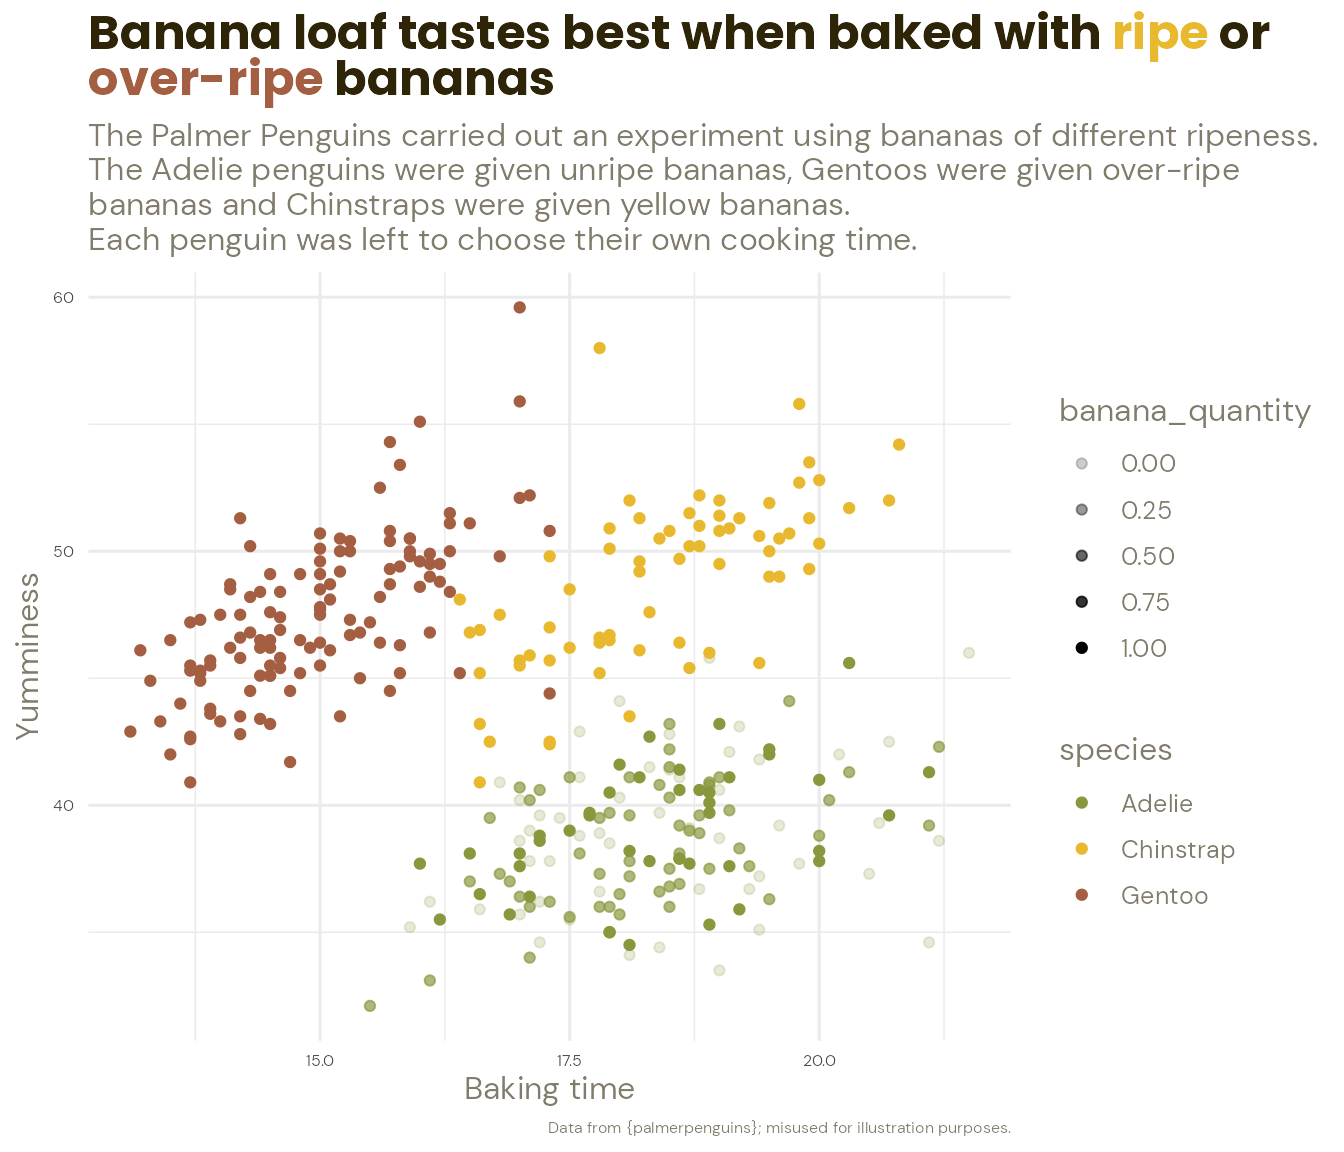 Banana loaf tastes best when baked with ripe or
over-ripe bananas
The Palmer Penguins carried out an experiment using bananas of different ripeness.
The Adelie penguins were given unripe bananas, Gentoos were given over-ripe
bananas and Chinstraps were given yellow bananas.
Each penguin was left to choose their own cooking time.
60
50
40
Yumminess
15.0
17.5
20.0
Baking time
banana_quantity
0.00
0.25
0.50
0.75
1.00
species
Adelie
Chinstrap
Gentoo
Data from {palmerpenguins}; misused for illustration purposes.